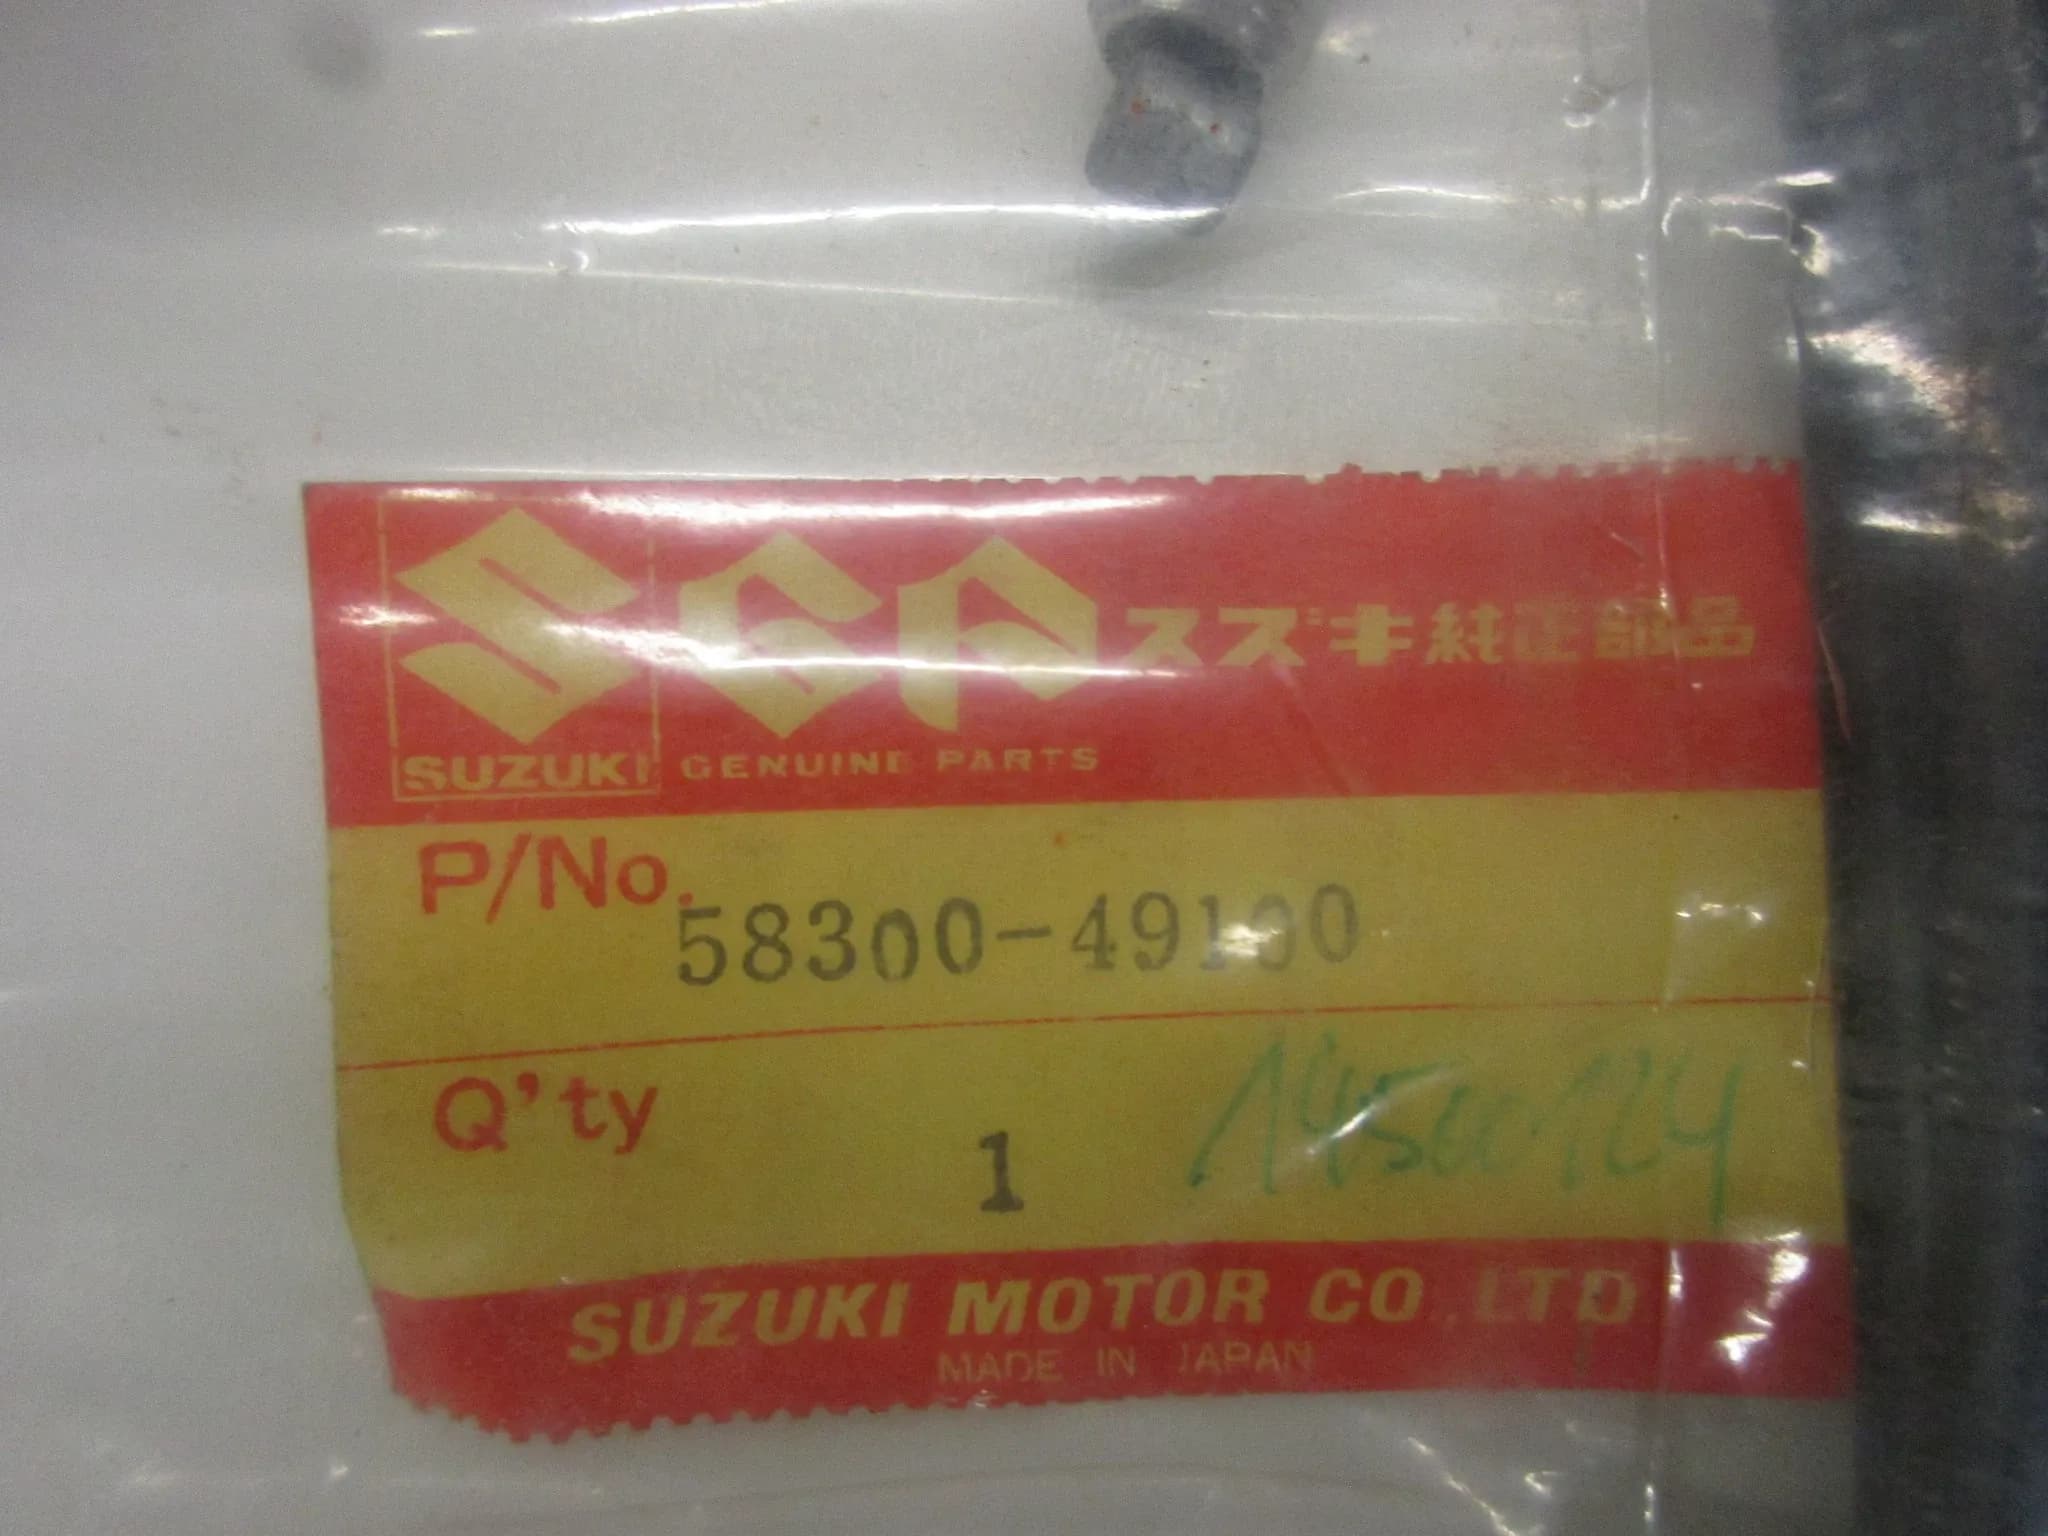 SGP スズキ純正部品
SUZUKI GENUINE PARTS
P/No. 58300-49100
Q'ty 1
SUZUKI MOTOR CO.,LTD.
MADE IN JAPAN